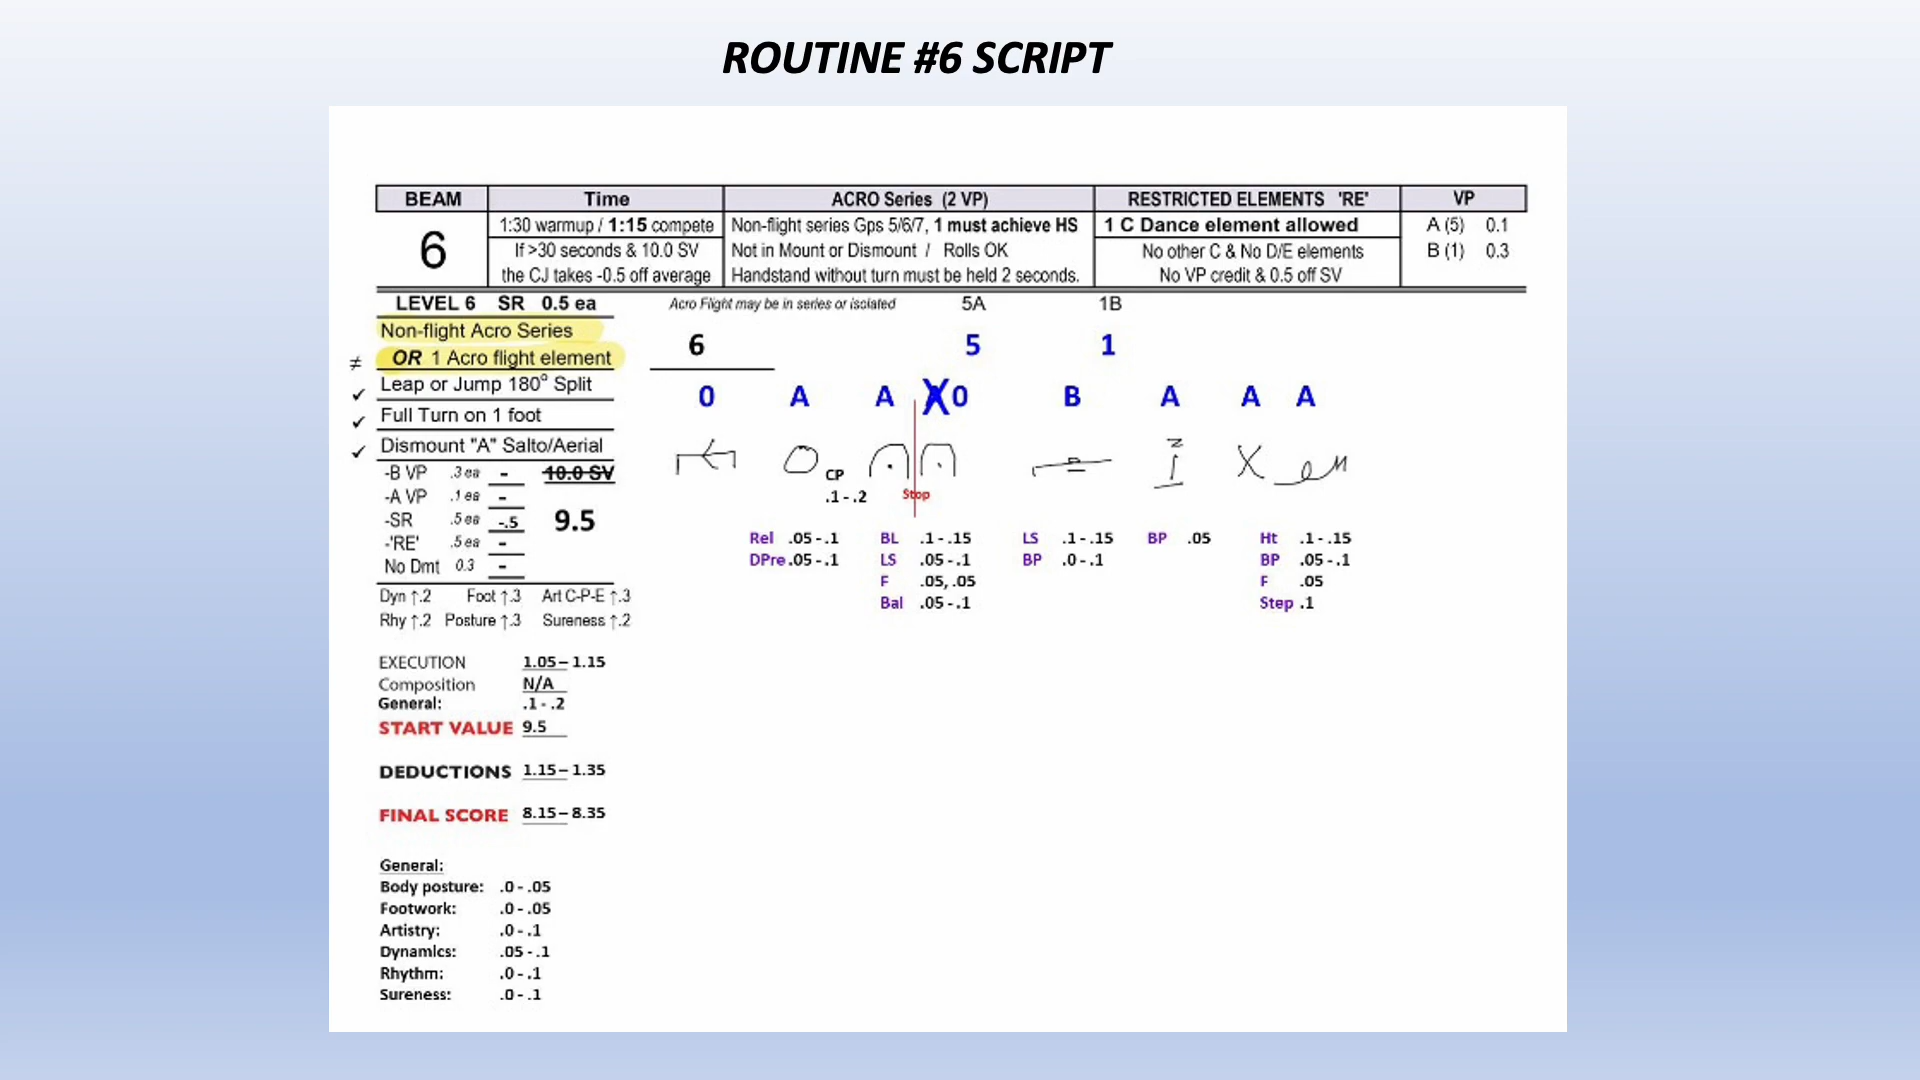 ROUTINE #6 SCRIPT
BEAM Time ACRO Series (2 VP) RESTRICTED ELEMENTS 'RE' VP
6
1:30 warmup / 1:15 compete Non-flight series Gps 5/6/7, 1 must achieve HS 1 C Dance element allowed A (5) 0.1
If >30 seconds & 10.0 SV Not in Mount or Dismount / Rolls OK No other C & No D/E elements B (1) 0.3
the CJ takes -0.5 off average Handstand without turn must be held 2 seconds. No VP credit & 0.5 off SV
LEVEL 6 SR 0.5 ea Acro Flight may be in series or isolated 5A 1B
Non-flight Acro Series
6 5 1
≠ OR 1 Acro flight element
✓ Leap or Jump 180° Split
0 A A X 0 B A A A
✓ Full Turn on 1 foot
✓ Dismount "A" Salto/Aerial
-B VP .3 ea - 10.0 SV
CP
-A VP .1 ea -
.1 - .2 Stop
-SR .5 ea -.5 9.5
-'RE' .5 ea -
No Dmt 0.3 -
Rel .05 - .1 BL .1 - .15 LS .1 - .15 BP .05 Ht .1 - .15
DPre .05 - .1 LS .05 - .1 BP .0 - .1 BP .05 - .1
F .05, .05 F .05
Bal .05 - .1 Step .1
Dyn ↑.2 Foot ↑.3 Art C-P-E ↑.3
Rhy ↑.2 Posture ↑.3 Sureness ↑.2
EXECUTION 1.05 – 1.15
Composition N/A
General: .1 - .2
START VALUE 9.5
DEDUCTIONS 1.15 – 1.35
FINAL SCORE 8.15 – 8.35
General:
Body posture: .0 - .05
Footwork: .0 - .05
Artistry: .0 - .1
Dynamics: .05 - .1
Rhythm: .0 - .1
Sureness: .0 - .1